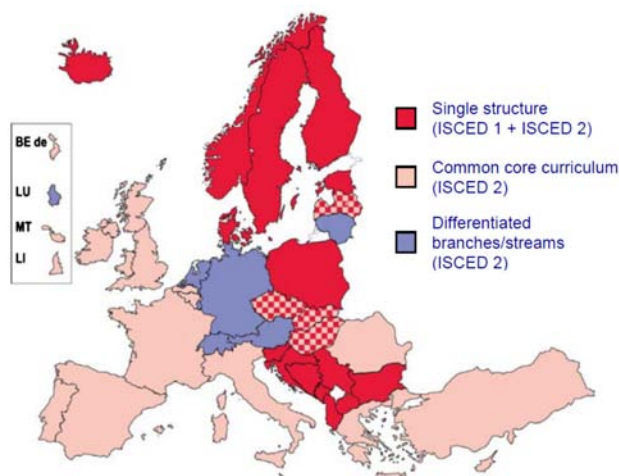 BE de
LU
MT
LI
Single structure
(ISCED 1 + ISCED 2)
Common core curriculum
(ISCED 2)
Differentiated
branches/streams
(ISCED 2)